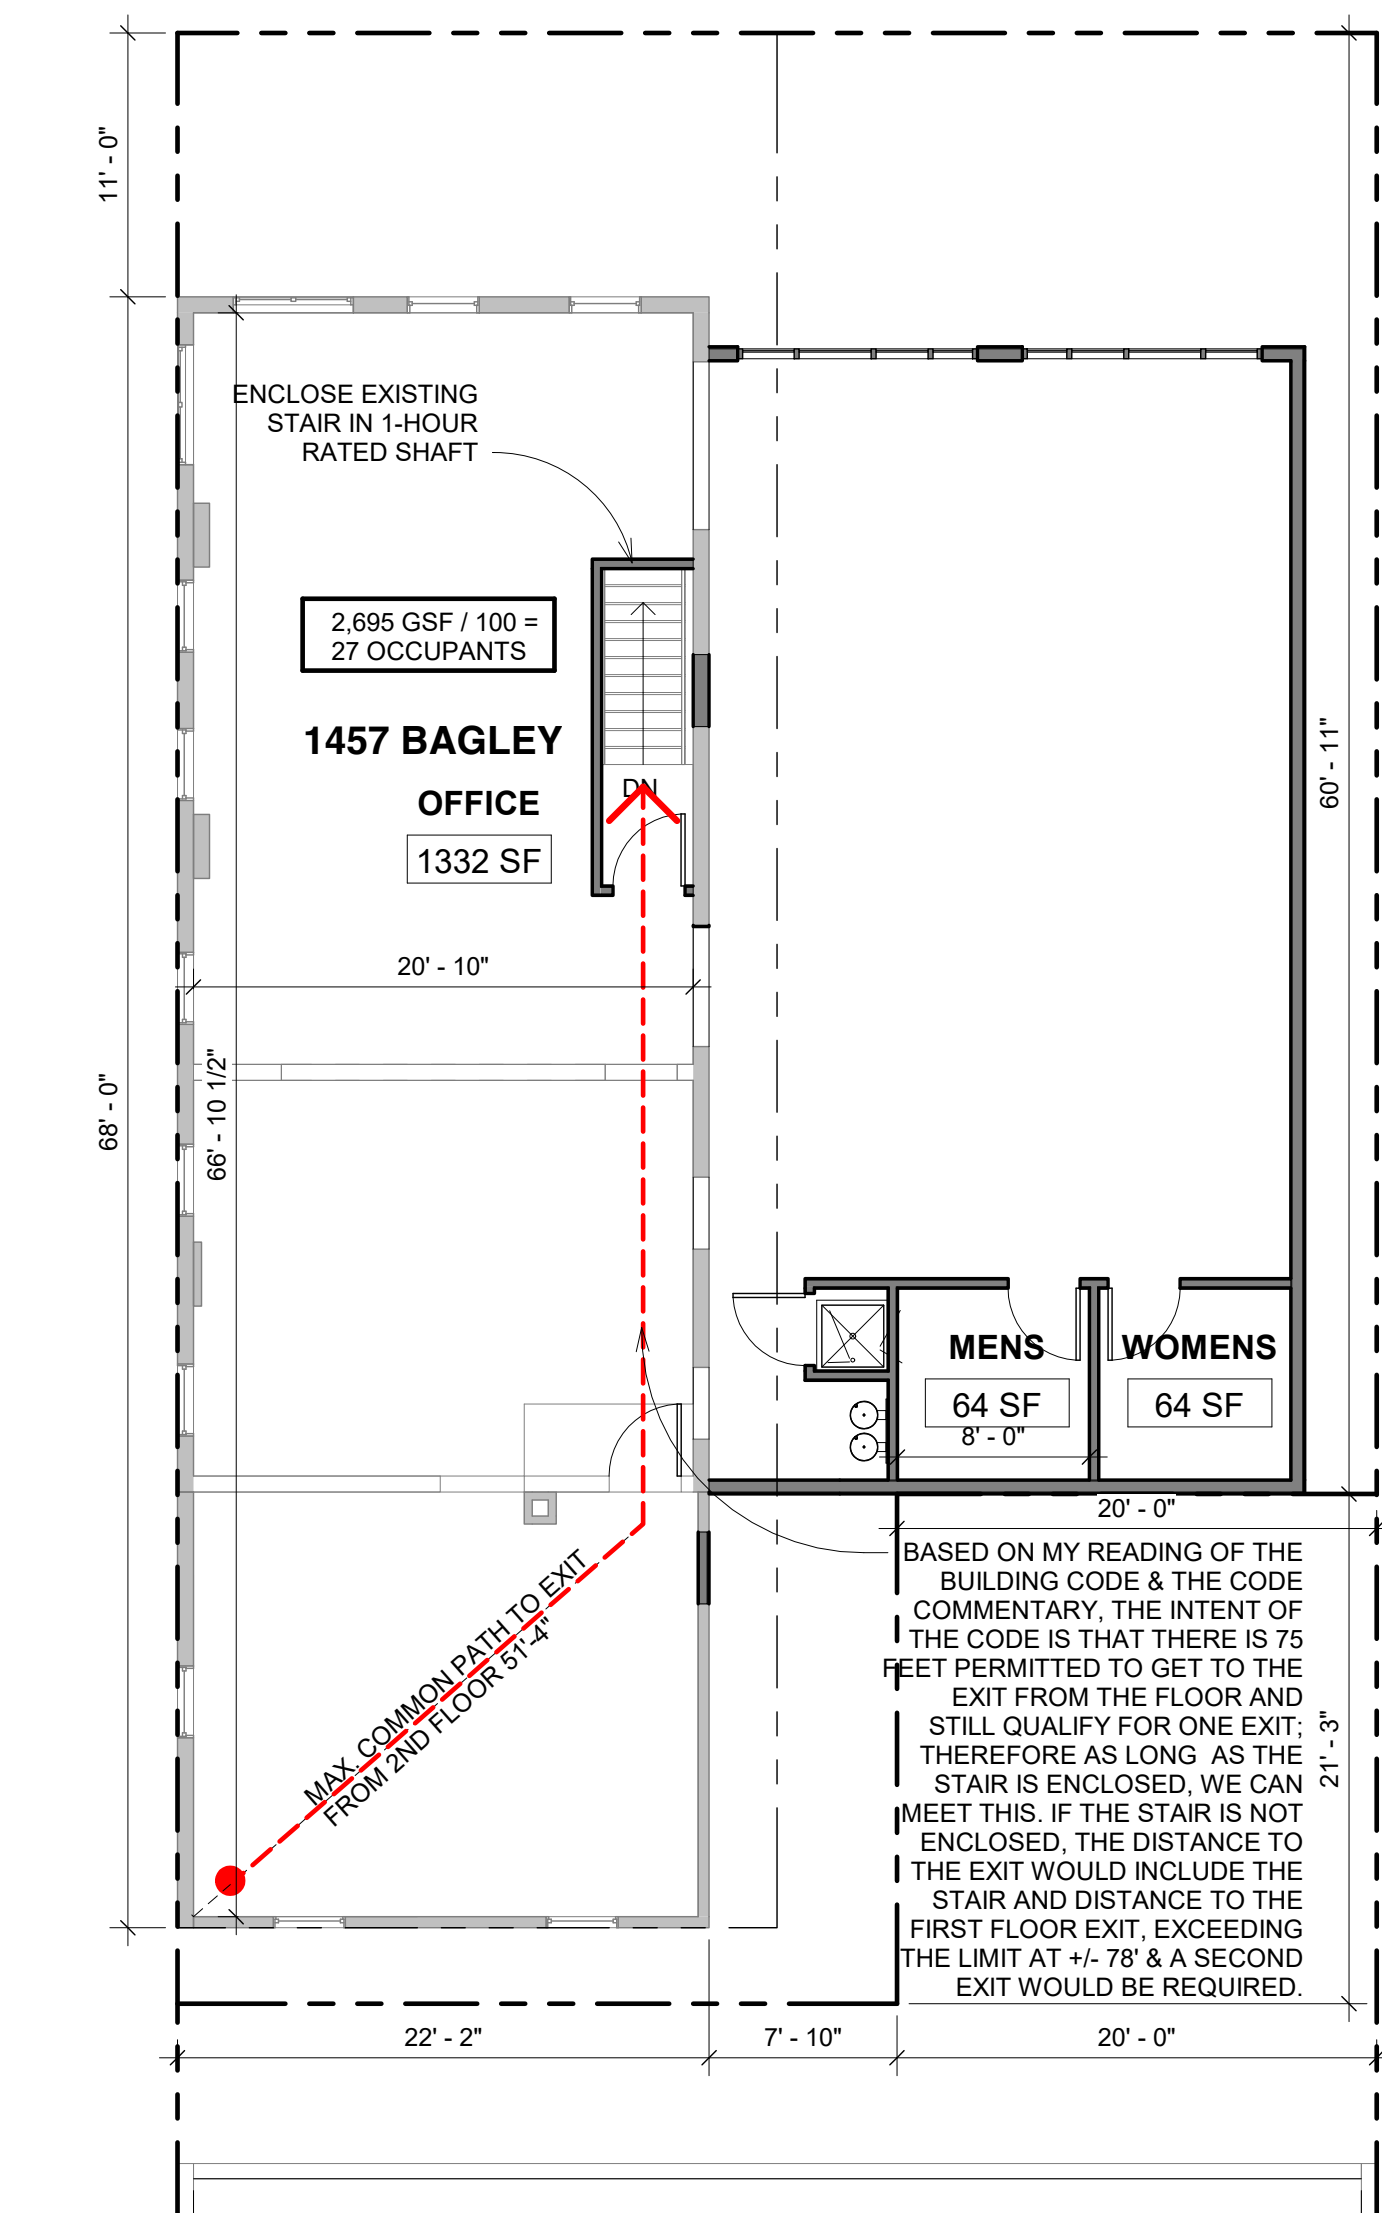 11' - 0"
ENCLOSE EXISTING
STAIR IN 1-HOUR
RATED SHAFT
2,695 GSF / 100 =
27 OCCUPANTS
1457 BAGLEY
OFFICE
1332 SF
DN
60' - 11"
20' - 10"
68' - 0"
66' - 10 1/2"
MENS
64 SF
8' - 0"
WOMENS
64 SF
20' - 0"
MAX. COMMON PATH TO EXIT
FROM 2ND FLOOR 51'-4"
BASED ON MY READING OF THE
BUILDING CODE & THE CODE
COMMENTARY, THE INTENT OF
THE CODE IS THAT THERE IS 75
FEET PERMITTED TO GET TO THE
EXIT FROM THE FLOOR AND
STILL QUALIFY FOR ONE EXIT;
THEREFORE AS LONG AS THE
STAIR IS ENCLOSED, WE CAN
MEET THIS. IF THE STAIR IS NOT
ENCLOSED, THE DISTANCE TO
THE EXIT WOULD INCLUDE THE
STAIR AND DISTANCE TO THE
FIRST FLOOR EXIT, EXCEEDING
THE LIMIT AT +/- 78' & A SECOND
EXIT WOULD BE REQUIRED.
21' - 3"
22' - 2"
7' - 10"
20' - 0"